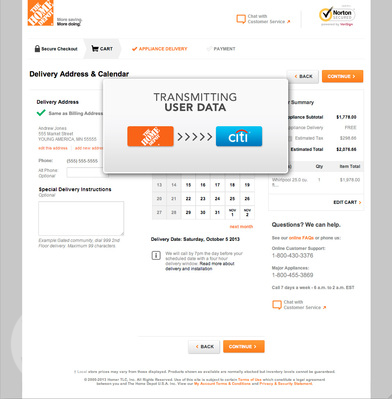 THE HOME DEPOT
More saving.
More doing.
Chat with
Customer Service
Norton
SECURED
powered by VeriSign
Secure Checkout
CART
APPLIANCE DELIVERY
PAYMENT
Delivery Address & Calendar
BACK
CONTINUE
TRANSMITTING
USER DATA
citi
Delivery Address
Same as Billing Address
Andrew Jones
555 Market Street
YOUNG AMERICA, MN 55555
Edit this address
Add new address
Phone: (555) 555-5555
Alt Phone:
Optional
Special Delivery Instructions
Optional
Example: Gated community, dial 999 2nd
Floor delivery. Maximum 99 characters.
13 14 15 16 17 18 19
20 21 22 23 24 25 26
27 28 29 30 31 NOV 1 NOV 2
next month
Delivery Date: Saturday, October 5 2013
We will call by 7pm the day before your
scheduled date with a four hour
delivery window. Read more about
delivery and installation
Summary
Appliance Subtotal $1,778.00
Appliance Delivery FREE
Estimated Tax
Estimated Total
Qty Item Total
Whirlpool 25.0 cu.
ft...
1
EDIT CART
Questions? We can help.
See our online FAQs or phone us:
Online Customer Support:
1-800-430-3376
Major Appliances:
1-800-455-3869
Call 7 days a week - 6 a.m. to 2 a.m. EST
Chat with
Customer Service
BACK
CONTINUE
Local store prices may vary from those displayed. Products shown as available are normally stocked but inventory levels cannot be guaranteed.
© 2000-2013 Homer TLC, Inc. All Rights Reserved. Use of this site is subject to certain Terms of Use which constitute a legal agreement
between you and The Home Depot U.S.A. Inc. View our My Account Terms & Conditions and Privacy & Security Statement.